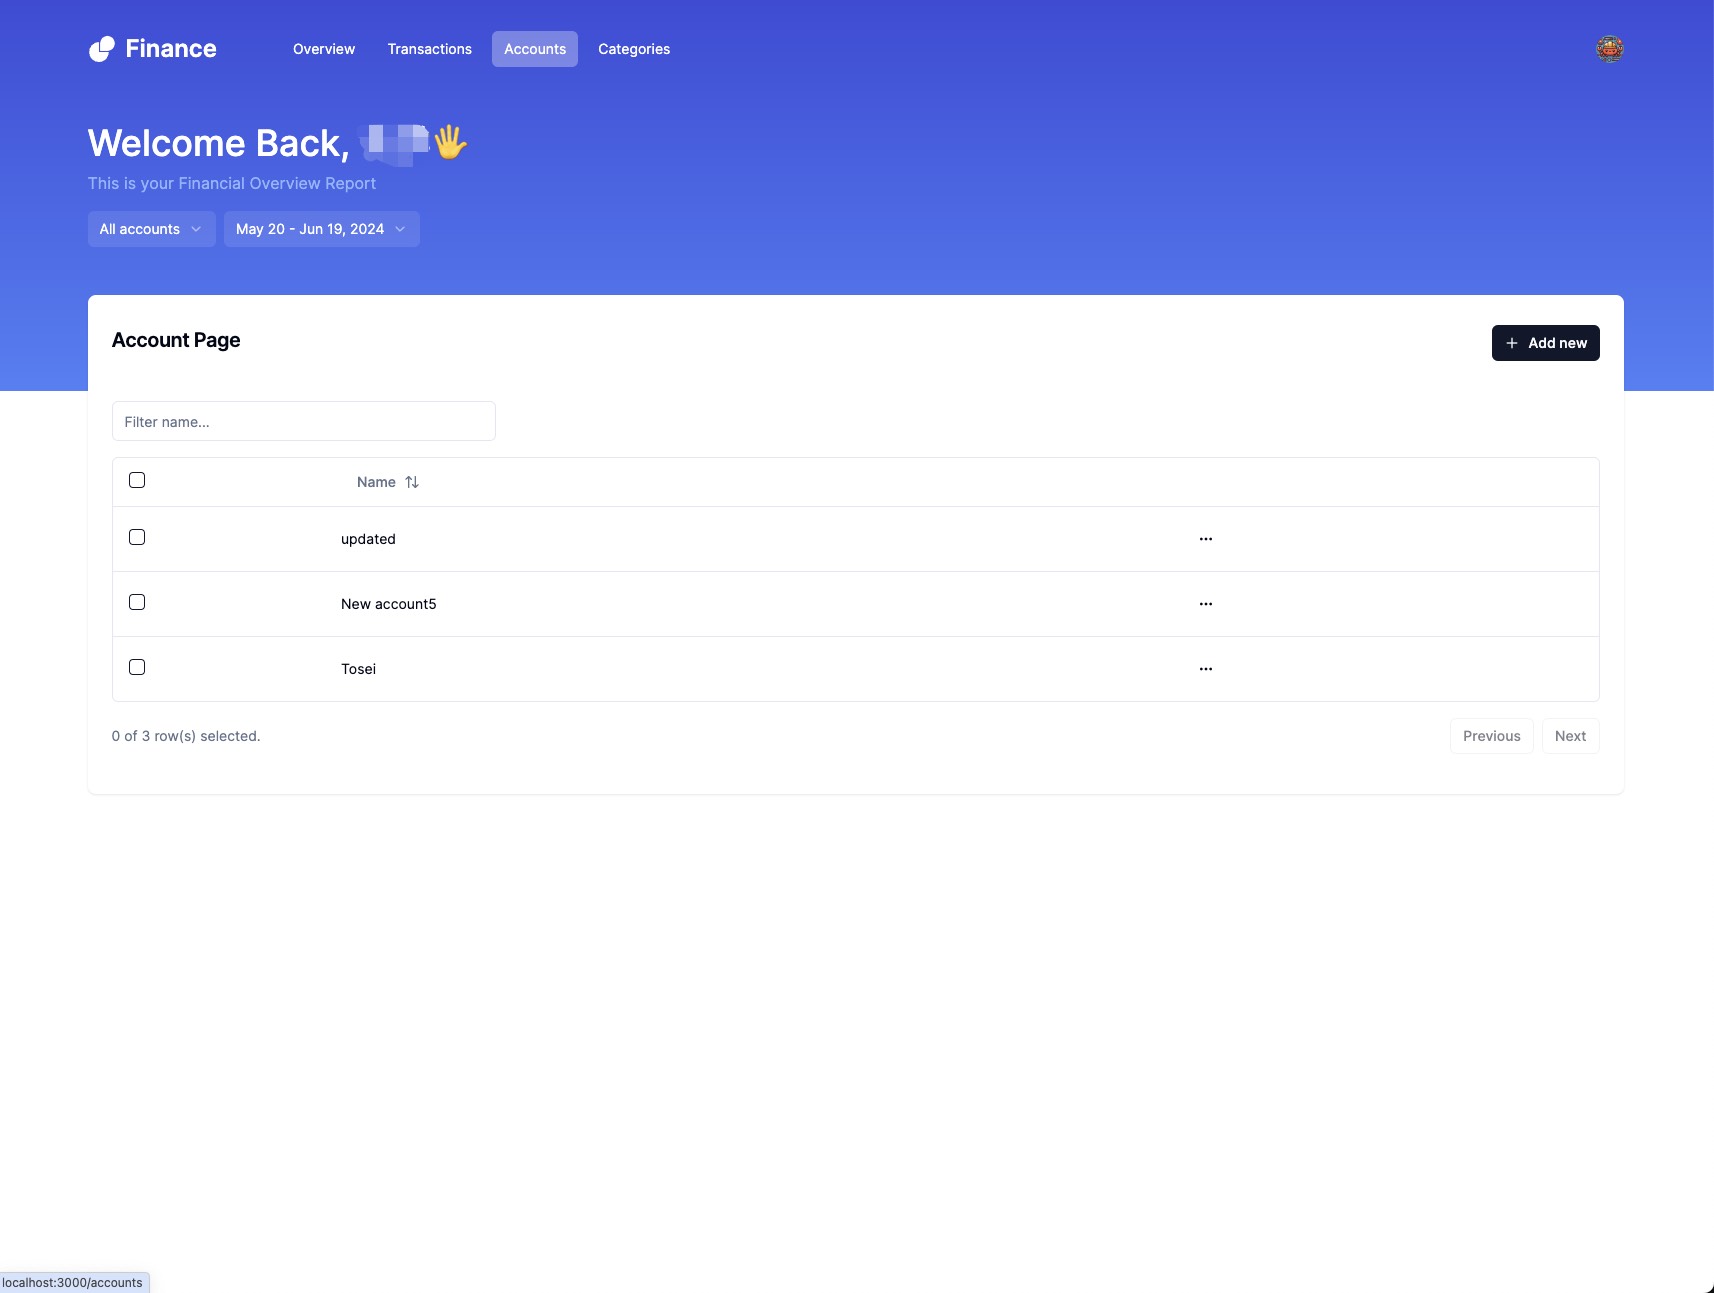 Finance
Overview
Transactions
Accounts
Categories
Welcome Back,
This is your Financial Overview Report
All accounts
May 20 - Jun 19, 2024
Account Page
Add new
Filter name...
Name
updated
New account5
Tosei
0 of 3 row(s) selected.
Previous
Next
localhost:3000/accounts